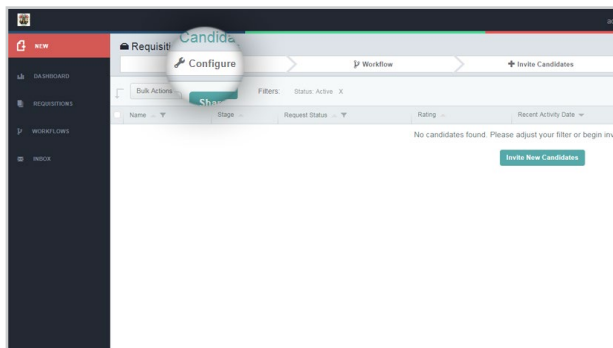 NEW
DASHBOARD
REQUISITIONS
WORKFLOWS
INBOX
Requisiti
Candida
Configure
Workflow
+ Invite Candidates
Bulk Actions
Share
Filters: Status: Active X
Name Stage Request Status Rating Recent Activity Date
No candidates found. Please adjust your filter or begin inv
Invite New Candidates